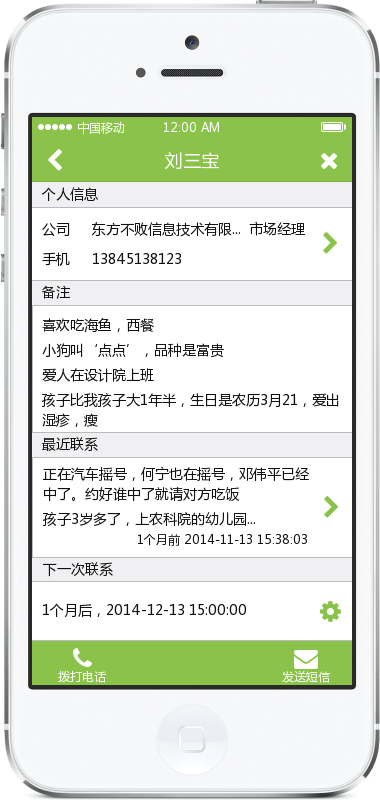 中国移动 12:00 AM
刘三宝
个人信息
公司 东方不败信息技术有限... 市场经理
手机 13845138123
备注
喜欢吃海鱼，西餐
小狗叫‘点点’，品种是富贵
爱人在设计院上班
孩子比我孩子大1年半，生日是农历3月21，爱出
湿疹，瘦
最近联系
正在汽车摇号，何宁也在摇号，邓伟平已经
中了。约好谁中了就请对方吃饭
孩子3岁多了，上农科院的幼儿园...
1个月前 2014-11-13 15:38:03
下一次联系
1个月后，2014-12-13 15:00:00
拨打电话 发送短信